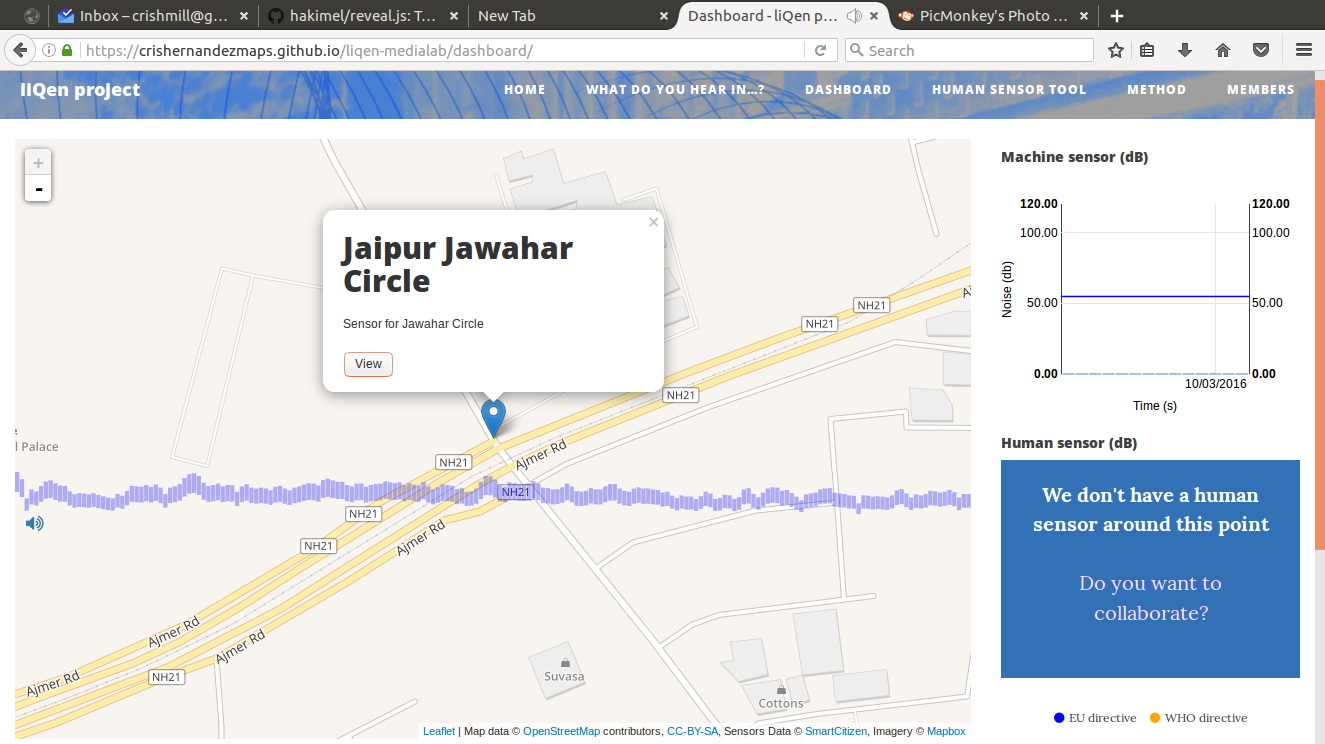 Inbox – crishmill@g...
hakimel/reveal.js: T...
New Tab
Dashboard - liQen p...
PicMonkey's Photo ...
https://crishernandezmaps.github.io/liqen-medialab/dashboard/
Search
lIQen project
HOME
WHAT DO YOU HEAR IN...?
DASHBOARD
HUMAN SENSOR TOOL
METHOD
MEMBERS
+
-
×
Jaipur Jawahar
Circle
Sensor for Jawahar Circle
View
NH21
NH21
NH21
NH21
NH21
NH21
NH21
NH21
Ajmer Rd
Ajmer Rd
Ajmer Rd
Ajmer Rd
Ajmer Rd
l Palace
Suvasa
Cottons
Leaflet | Map data © OpenStreetMap contributors, CC-BY-SA, Sensors Data © SmartCitizen, Imagery © Mapbox
Machine sensor (dB)
120.00
120.00
100.00
100.00
Noise (db)
50.00
50.00
0.00
0.00
10/03/2016
Time (s)
Human sensor (dB)
We don't have a human
sensor around this point
Do you want to
collaborate?
EU directive
WHO directive